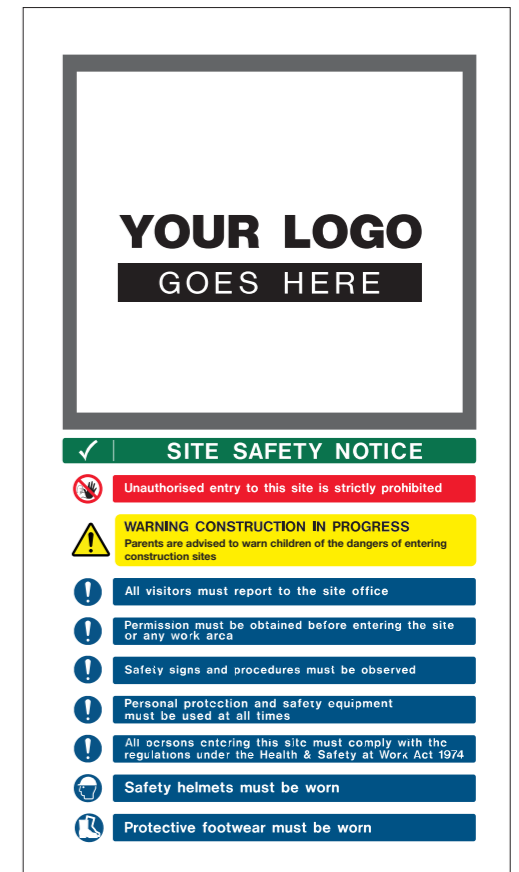 YOUR LOGO
GOES HERE
SITE SAFETY NOTICE
Unauthorised entry to this site is strictly prohibited
WARNING CONSTRUCTION IN PROGRESS
Parents are advised to warn children of the dangers of entering
construction sites
All visitors must report to the site office
Permission must be obtained before entering the site
or any work area
Safety signs and procedures must be observed
Personal protection and safety equipment
must be used at all times
All persons entering this site must comply with the
regulations under the Health & Safety at Work Act 1974
Safety helmets must be worn
Protective footwear must be worn